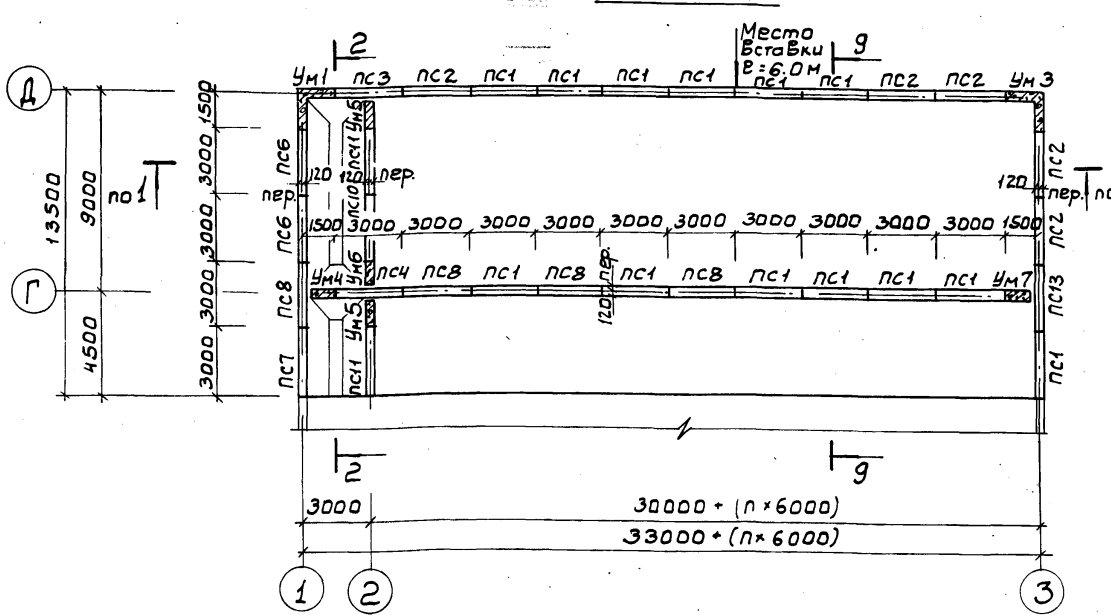 Место
вставки
В=6,0м
2
9
Д
Ум1 пс3 пс2 пс1 пс1 пс1 пс1 пс1 пс1 пс2 пс2 Ум3
13500
9000
4500
1500
3000
3000
3000
3000
по 1
пс6
пс6
пс8
пс7
пер.
120
120
пер.
Ум5
пс11
пс10
Ум6
Ум5
пс11
1500 3000 3000 3000 3000 3000 3000 3000 3000 3000 1500
Г
Ум4 пс4 пс8 пс1 пс8 пс1 пс8 пс1 пс1 пс1 Ум7
120 пер.
пс2
120
пер.
по
пс2
пс13
пс1
2
9
3000
30000 + (п×6000)
33000 + (п×6000)
1
2
3